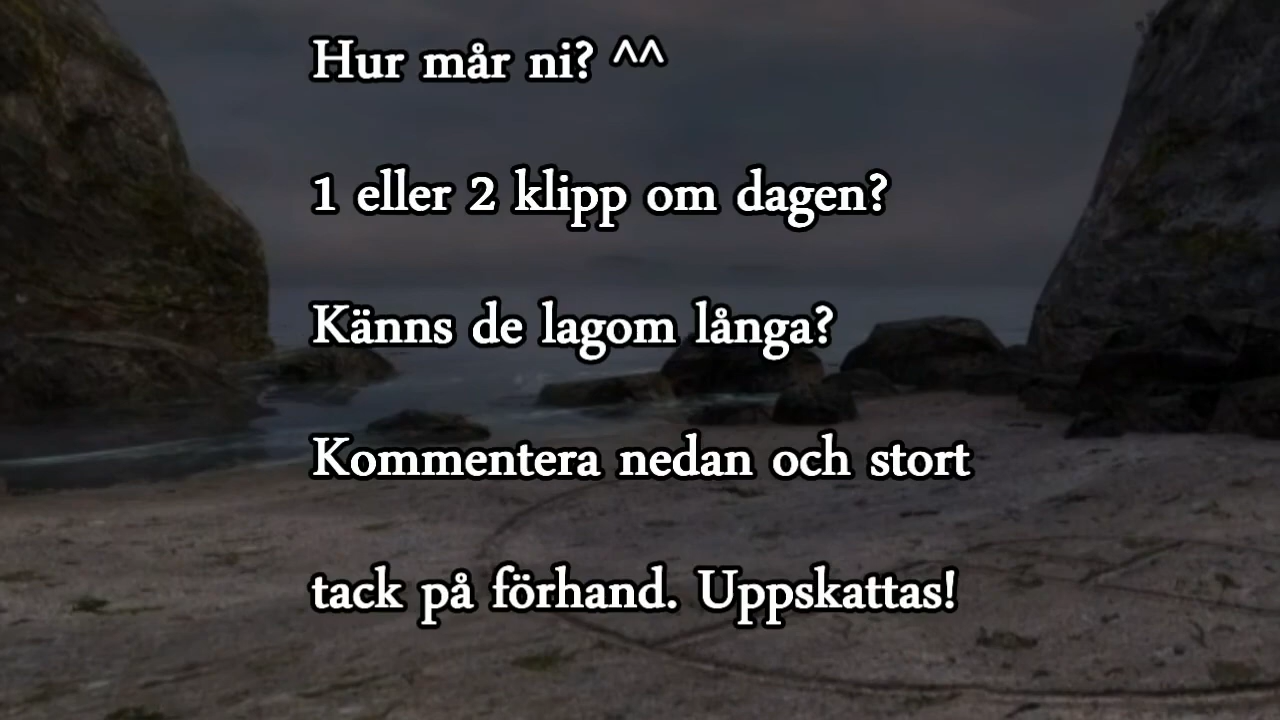 Hur mår ni? ^^
1 eller 2 klipp om dagen?
Känns de lagom långa?
Kommentera nedan och stort
tack på förhand. Uppskattas!